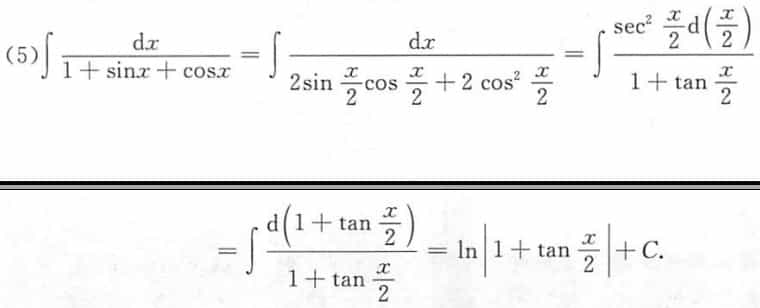 (5) ∫ dx/(1+sinx+cosx) = ∫ dx/(2sin x/2 cos x/2 + 2 cos² x/2) = ∫ sec² x/2 d(x/2)/(1+tan x/2)
= ∫ d(1+tan x/2)/(1+tan x/2) = ln|1+tan x/2|+C.